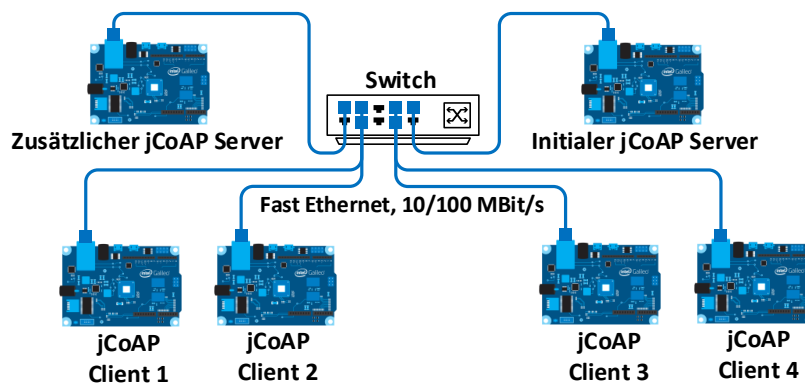 Switch
Zusätzlicher jCoAP Server
Initialer jCoAP Server
Fast Ethernet, 10/100 MBit/s
jCoAP
Client 1
jCoAP
Client 2
jCoAP
Client 3
jCoAP
Client 4